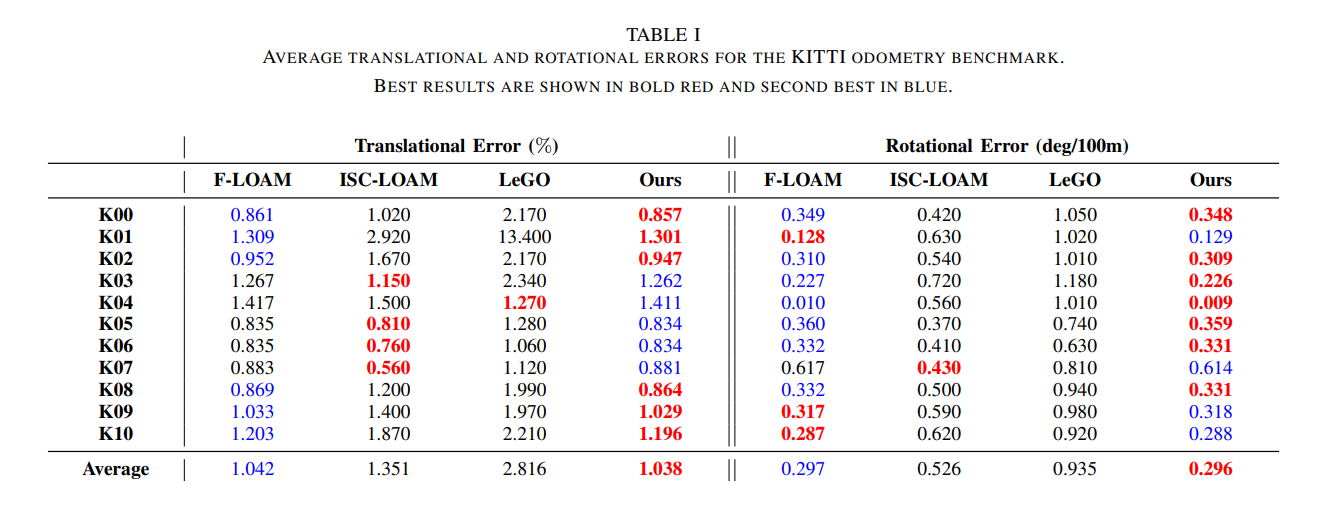 TABLE I
AVERAGE TRANSLATIONAL AND ROTATIONAL ERRORS FOR THE KITTI ODOMETRY BENCHMARK.
BEST RESULTS ARE SHOWN IN BOLD RED AND SECOND BEST IN BLUE.
Translational Error (%) Rotational Error (deg/100m)
F-LOAM ISC-LOAM LeGO Ours F-LOAM ISC-LOAM LeGO Ours
K00 0.861 1.020 2.170 0.857 0.349 0.420 1.050 0.348
K01 1.309 2.920 13.400 1.301 0.128 0.630 1.020 0.129
K02 0.952 1.670 2.170 0.947 0.310 0.540 1.010 0.309
K03 1.267 1.150 2.340 1.262 0.227 0.720 1.180 0.226
K04 1.417 1.500 1.270 1.411 0.010 0.560 1.010 0.009
K05 0.835 0.810 1.280 0.834 0.360 0.370 0.740 0.359
K06 0.835 0.760 1.060 0.834 0.332 0.410 0.630 0.331
K07 0.883 0.560 1.120 0.881 0.617 0.430 0.810 0.614
K08 0.869 1.200 1.990 0.864 0.332 0.500 0.940 0.331
K09 1.033 1.400 1.970 1.029 0.317 0.590 0.980 0.318
K10 1.203 1.870 2.210 1.196 0.287 0.620 0.920 0.288
Average 1.042 1.351 2.816 1.038 0.297 0.526 0.935 0.296